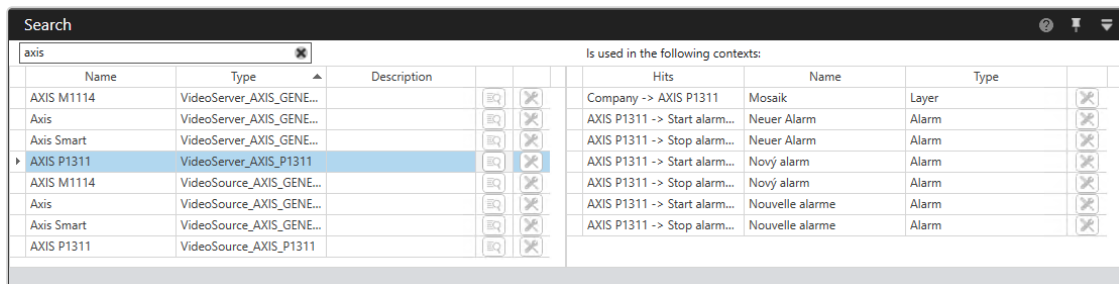 Search
axis
Is used in the following contexts:
Name Type Description
AXIS M1114 VideoServer_AXIS_GENE...
Axis VideoServer_AXIS_GENE...
Axis Smart VideoServer_AXIS_GENE...
AXIS P1311 VideoServer_AXIS_P1311
AXIS M1114 VideoSource_AXIS_GENE...
Axis VideoSource_AXIS_GENE...
Axis Smart VideoSource_AXIS_GENE...
AXIS P1311 VideoSource_AXIS_P1311
Hits Name Type
Company -> AXIS P1311 Mosaik Layer
AXIS P1311 -> Start alarm... Neuer Alarm Alarm
AXIS P1311 -> Stop alarm... Neuer Alarm Alarm
AXIS P1311 -> Start alarm... Nový alarm Alarm
AXIS P1311 -> Stop alarm... Nový alarm Alarm
AXIS P1311 -> Start alarm... Nouvelle alarme Alarm
AXIS P1311 -> Stop alarm... Nouvelle alarme Alarm